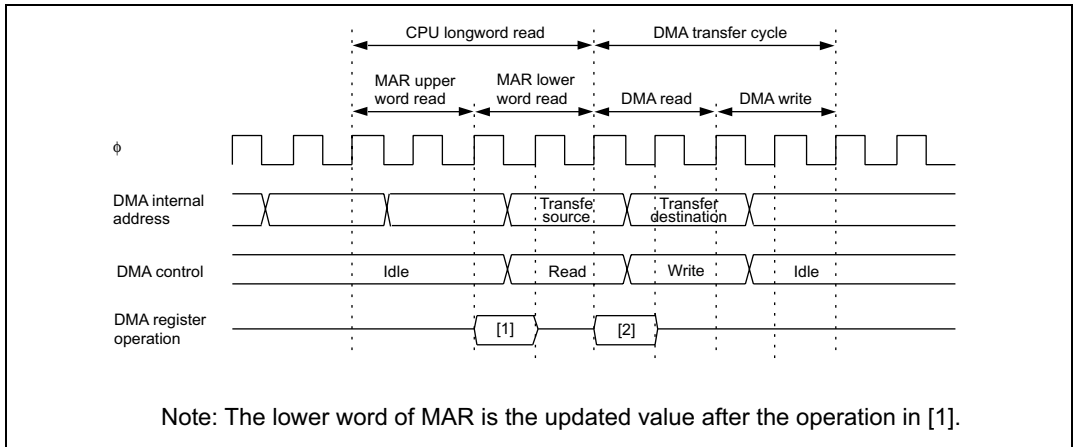 CPU longword read
DMA transfer cycle
MAR upper
word read
MAR lower
word read
DMA read
DMA write
φ
DMA internal
address
Transfe
source
Transfer
destination
DMA control
Idle
Read
Write
Idle
DMA register
operation
[1]
[2]
Note: The lower word of MAR is the updated value after the operation in [1].